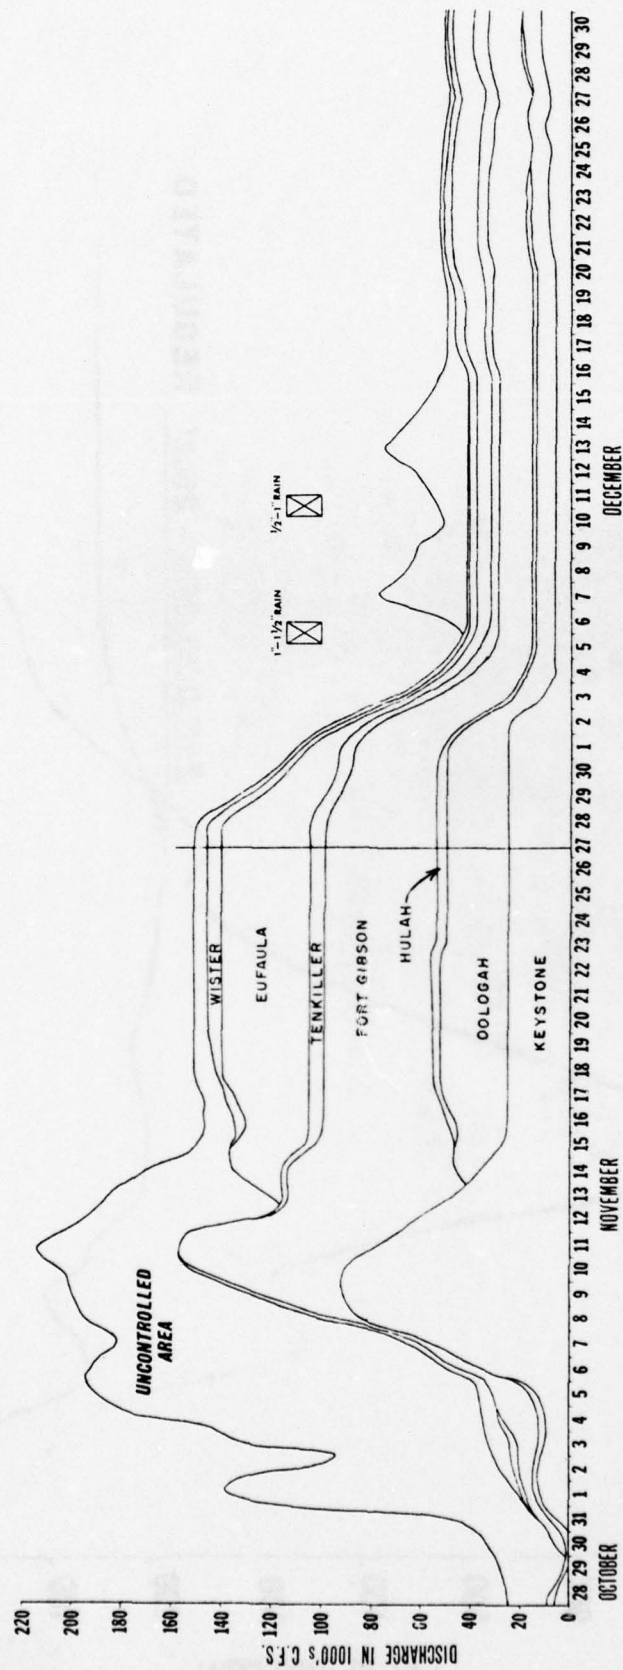 220
200
180
160
140
120
100
80
60
40
20
0
DISCHARGE IN 1000's C.F.S.
UNCONTROLLED
AREA
WISTER
EUFAULA
TENKILLER
FORT GIBSON
HULAH
OOLOGAH
KEYSTONE
1"-1 1/2" RAIN
1/2"-1" RAIN
28 29 30 31 1 2 3 4 5 6 7 8 9 10 11 12 13 14 15 16 17 18 19 20 21 22 23 24 25 26 27 28 29 30 1 2 3 4 5 6 7 8 9 10 11 12 13 14 15 16 17 18 19 20 21 22 23 24 25 26 27 28 29 30
OCTOBER NOVEMBER DECEMBER
REGULATED